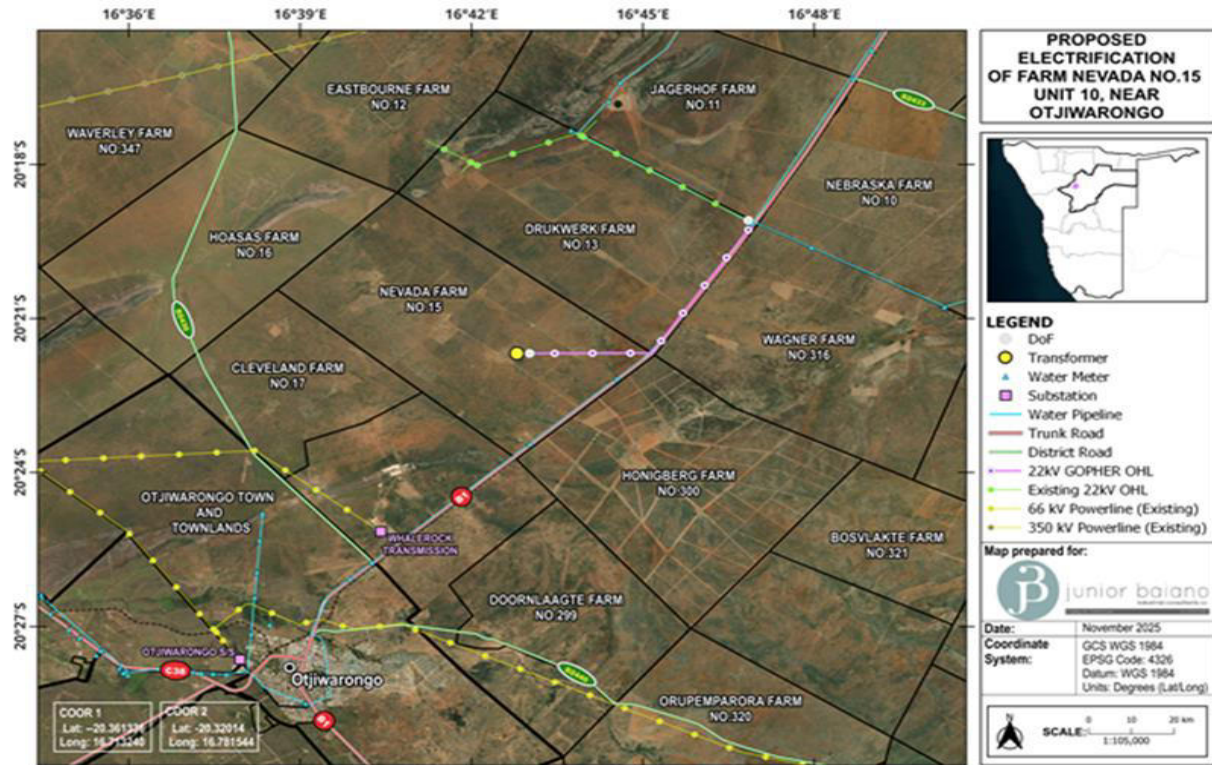 16°36'E 16°39'E 16°42'E 16°45'E 16°48'E
20°18'S
20°21'S
20°24'S
20°27'S
EASTBOURNE FARM
NO.12
JAGERHOF FARM
NO.11
WAVERLEY FARM
NO.347
NEBRASKA FARM
NO.10
HOASAS FARM
NO.16
DRUKWERK FARM
NO.13
NEVADA FARM
NO.15
WAGNER FARM
NO.316
CLEVELAND FARM
NO.17
HONIGBERG FARM
NO.300
OTJIWARONGO TOWN
AND
TOWNLANDS
B1
WHALEROCK
TRANSMISSION
BOSVLAKTE FARM
NO.321
DOORNLAAGTE FARM
NO.299
OTJIWARONGO S/S
C38
Otjiwarongo
B1
ORUPEMPARORA FARM
NO.320
COOR 1
Long: 16.713240
COOR 2
Lat: -20.32014
Long: 16.781544
PROPOSED
ELECTRIFICATION
OF FARM NEVADA NO.15
UNIT 10, NEAR
OTJIWARONGO
LEGEND
DoF
Transformer
Water Meter
Substation
Water Pipeline
Trunk Road
District Road
22kV GOPHER OHL
Existing 22kV OHL
66 kV Powerline (Existing)
350 kV Powerline (Existing)
Map prepared for:
junior baiano
Date: November 2025
Coordinate System: GCS WGS 1984
EPSG Code: 4326
Datum: WGS 1984
Units: Degrees (Lat/Long)
N
SCALE: 0 10 20 km
1:105,000